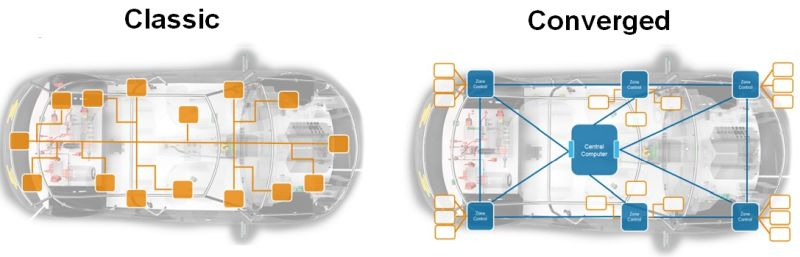 Classic
Converged
Zone
Control
Zone
Control
Zone
Control
Central
Computer
Zone
Control
Zone
Control
Zone
Control